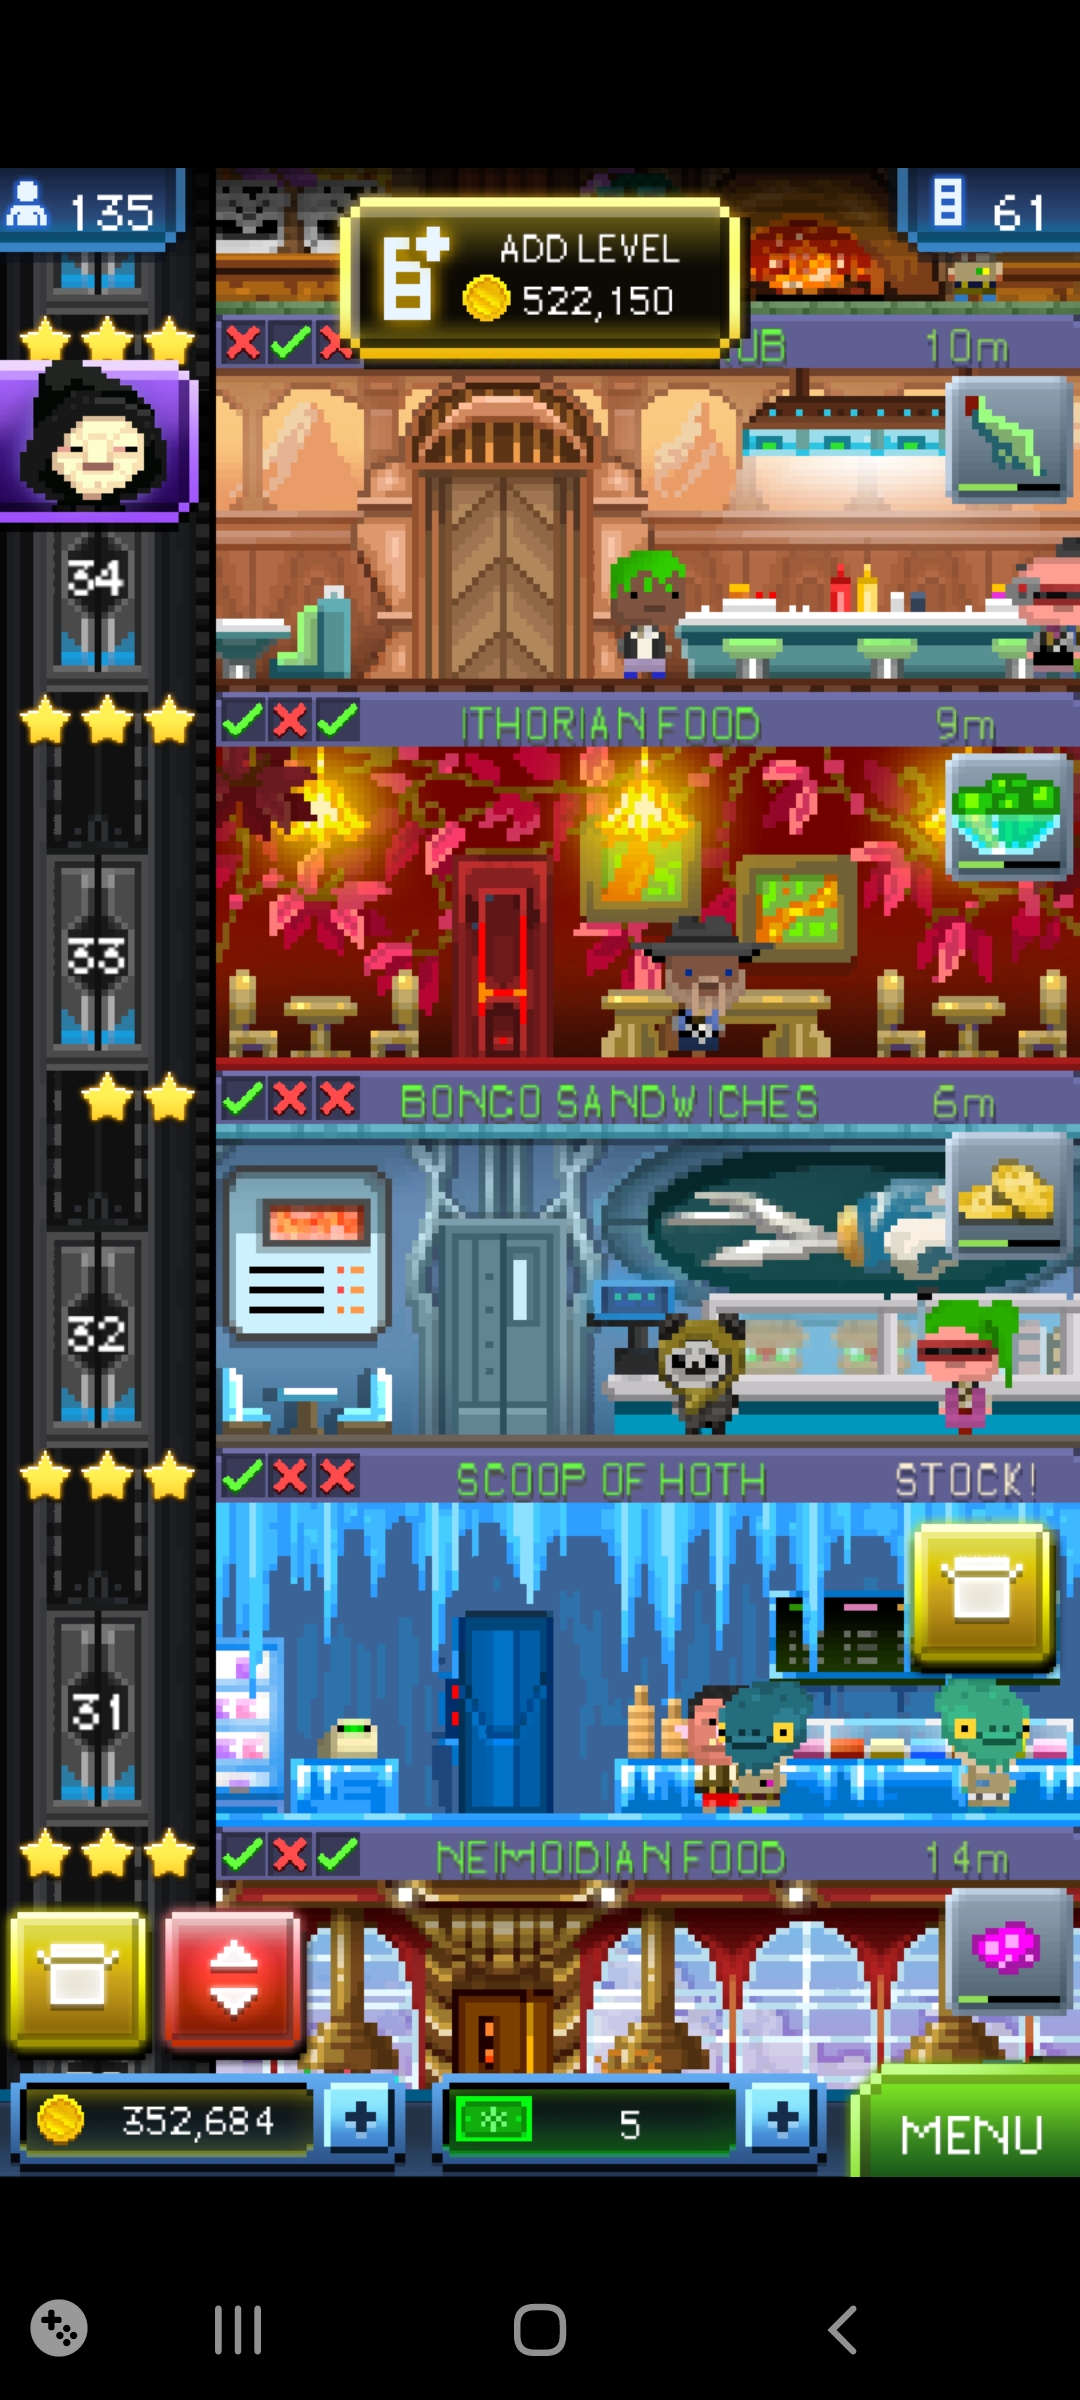 135
61
ADD LEVEL
522,150
UB 10m
34
ITHORIAN FOOD 9m
33
BONGO SANDWICHES 6m
32
SCOOP OF HOTH STOCK!
31
NEIMOIDIAN FOOD 14m
352,684
5
MENU